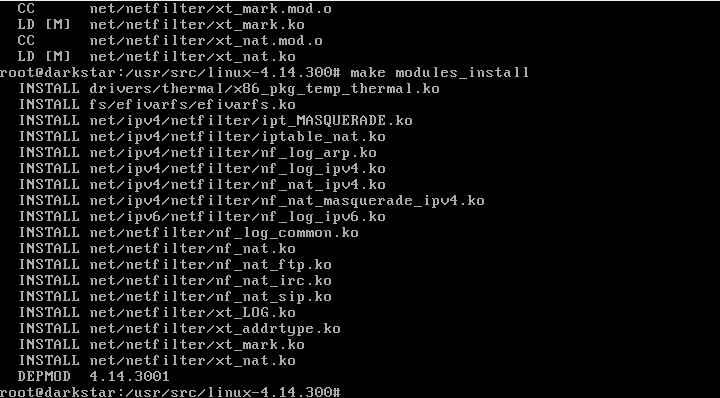 CC      net/netfilter/xt_mark.mod.o
LD [M]  net/netfilter/xt_mark.ko
CC      net/netfilter/xt_nat.mod.o
LD [M]  net/netfilter/xt_nat.ko
root@darkstar:/usr/src/linux-4.14.300# make modules_install
INSTALL drivers/thermal/x86_pkg_temp_thermal.ko
INSTALL fs/efivarfs/efivarfs.ko
INSTALL net/ipv4/netfilter/ipt_MASQUERADE.ko
INSTALL net/ipv4/netfilter/iptable_nat.ko
INSTALL net/ipv4/netfilter/nf_log_arp.ko
INSTALL net/ipv4/netfilter/nf_log_ipv4.ko
INSTALL net/ipv4/netfilter/nf_nat_ipv4.ko
INSTALL net/ipv4/netfilter/nf_nat_masquerade_ipv4.ko
INSTALL net/ipv6/netfilter/nf_log_ipv6.ko
INSTALL net/netfilter/nf_log_common.ko
INSTALL net/netfilter/nf_nat.ko
INSTALL net/netfilter/nf_nat_ftp.ko
INSTALL net/netfilter/nf_nat_irc.ko
INSTALL net/netfilter/nf_nat_sip.ko
INSTALL net/netfilter/xt_LOG.ko
INSTALL net/netfilter/xt_addrtype.ko
INSTALL net/netfilter/xt_mark.ko
INSTALL net/netfilter/xt_nat.ko
DEPMOD  4.14.3001
root@darkstar:/usr/src/linux-4.14.300#